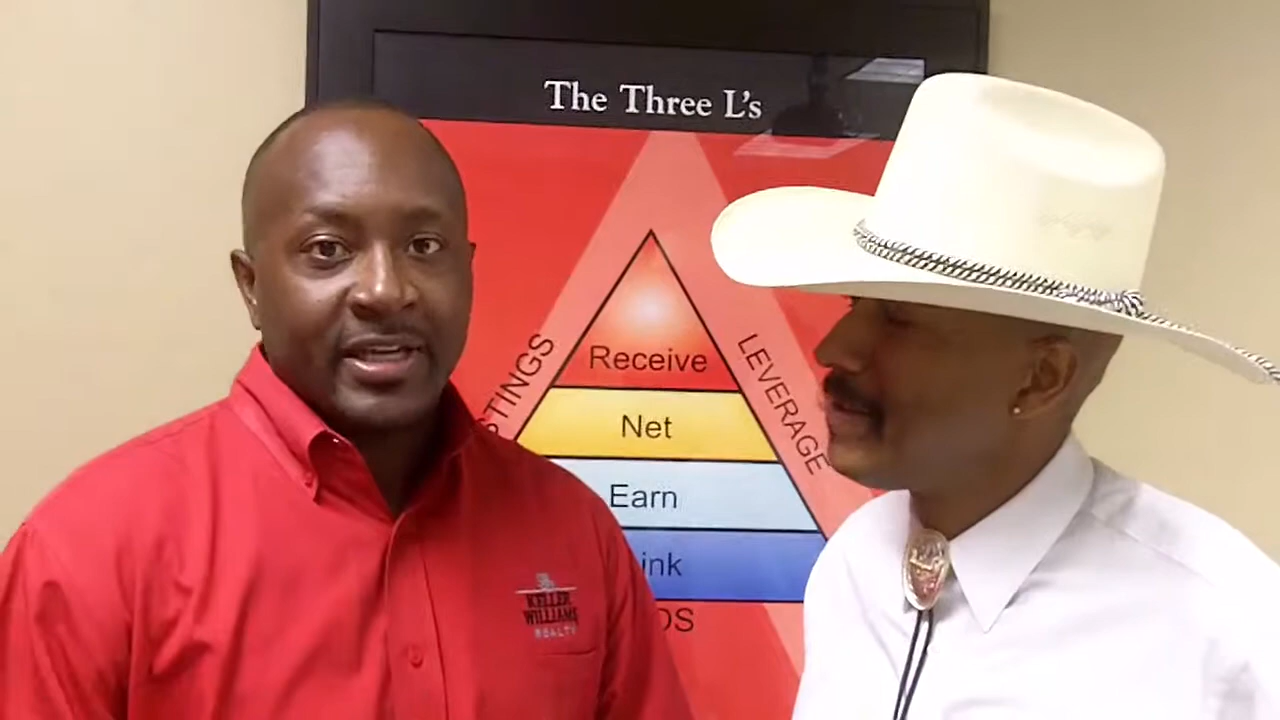 The Three L's
Receive
Net
Earn
ink
STINGS
LEVERAGE
DS
KELLER
WILLIAMS
REALTY